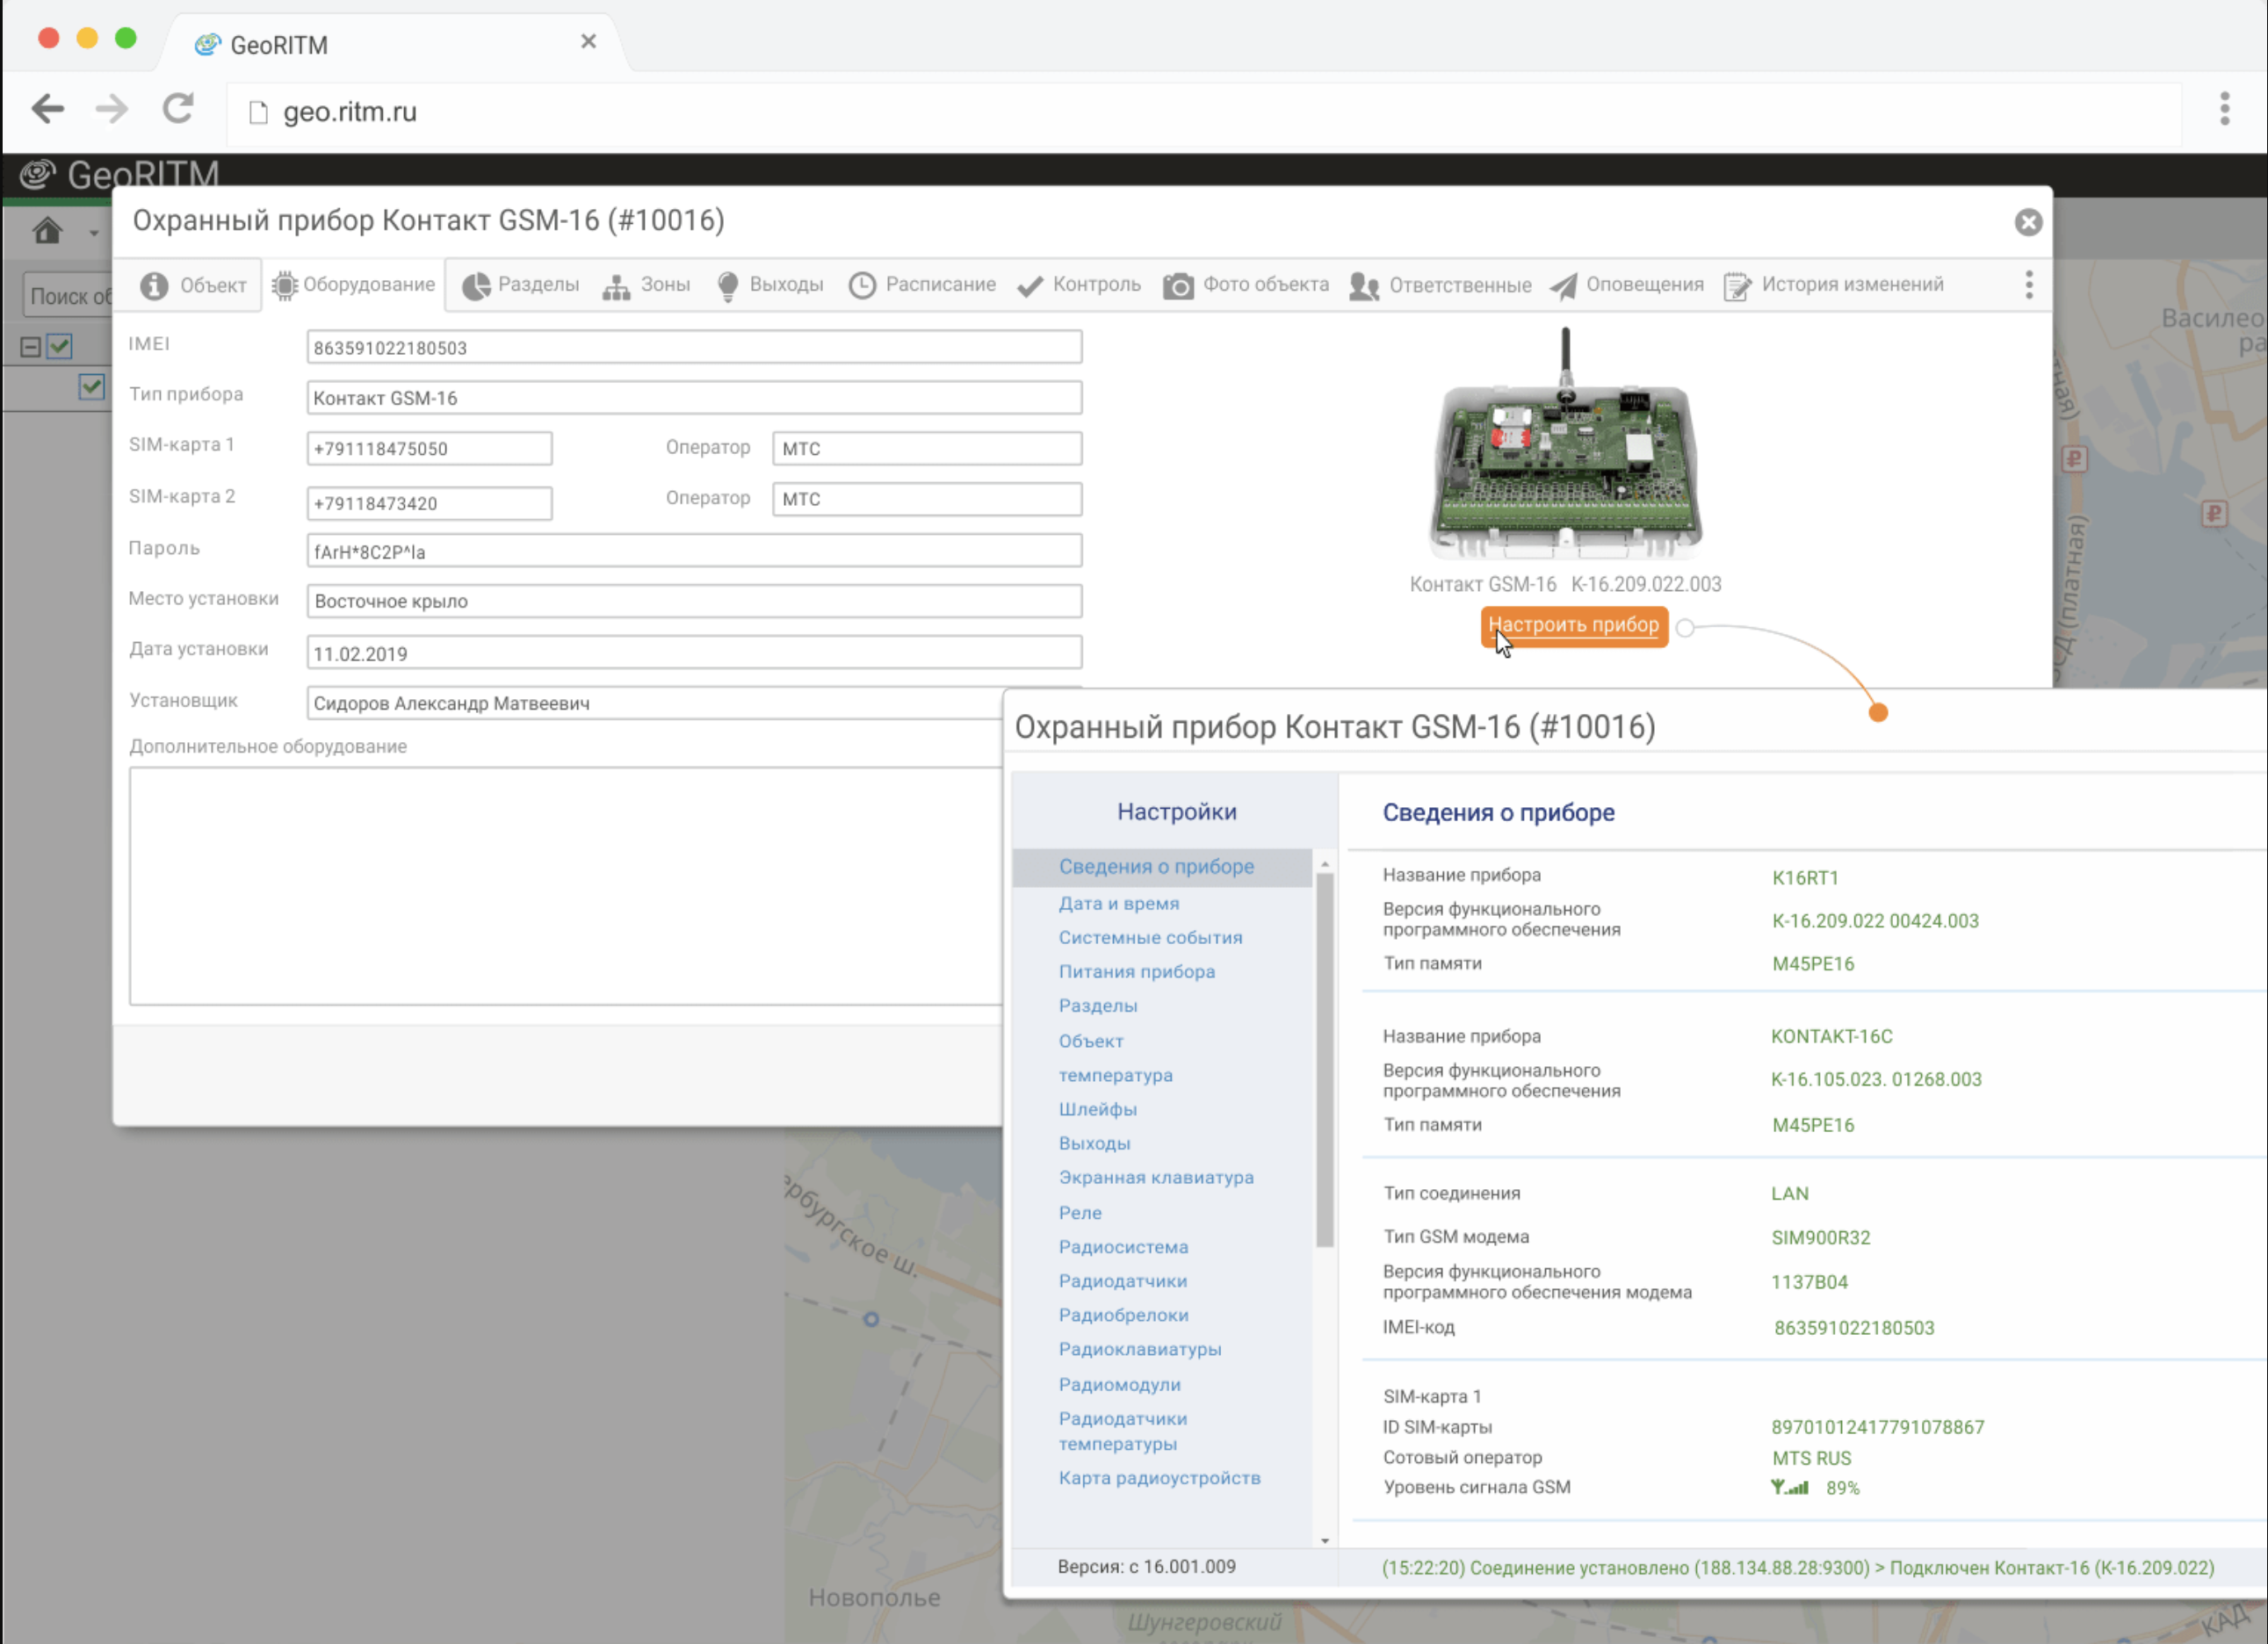 GeoRITM
geo.ritm.ru
GeoRITM
Охранный прибор Контакт GSM-16 (#10016)
Объект
Оборудование
Разделы
Зоны
Выходы
Расписание
Контроль
Фото объекта
Ответственные
Оповещения
История изменений
Поиск об
IMEI
863591022180503
Тип прибора
Контакт GSM-16
SIM-карта 1
+791118475050
Оператор
МТС
SIM-карта 2
+79118473420
Оператор
МТС
Пароль
Место установки
Восточное крыло
Дата установки
11.02.2019
Установщик
Сидоров Александр Матвеевич
Дополнительное оборудование
Контакт GSM-16 K-16.209.022.003
Настроить прибор
Охранный прибор Контакт GSM-16 (#10016)
Настройки
Сведения о приборе
Дата и время
Системные события
Питания прибора
Разделы
Объект
температура
Шлейфы
Выходы
Экранная клавиатура
Реле
Радиосистема
Радиодатчики
Радиобрелоки
Радиоклавиатуры
Радиомодули
Радиодатчики
температуры
Карта радиоустройств
Версия: с 16.001.009
Сведения о приборе
Название прибора
K16RT1
Версия функционального
программного обеспечения
K-16.209.022 00424.003
Тип памяти
M45PE16
Название прибора
KONTAKT-16C
Версия функционального
программного обеспечения
K-16.105.023. 01268.003
Тип памяти
M45PE16
Тип соединения
LAN
Тип GSM модема
SIM900R32
Версия функционального
программного обеспечения модема
1137B04
IMEI-код
863591022180503
SIM-карта 1
ID SIM-карты
89701012417791078867
Сотовый оператор
MTS RUS
Уровень сигнала GSM
89%
(15:22:20) Соединение установлено (188.134.88.28:9300) > Подключен Контакт-16 (К-16.209.022)
Василео
ра
тная)
СД (платная)
ербургское ш.
Новополье
Шунгеровский
КАД